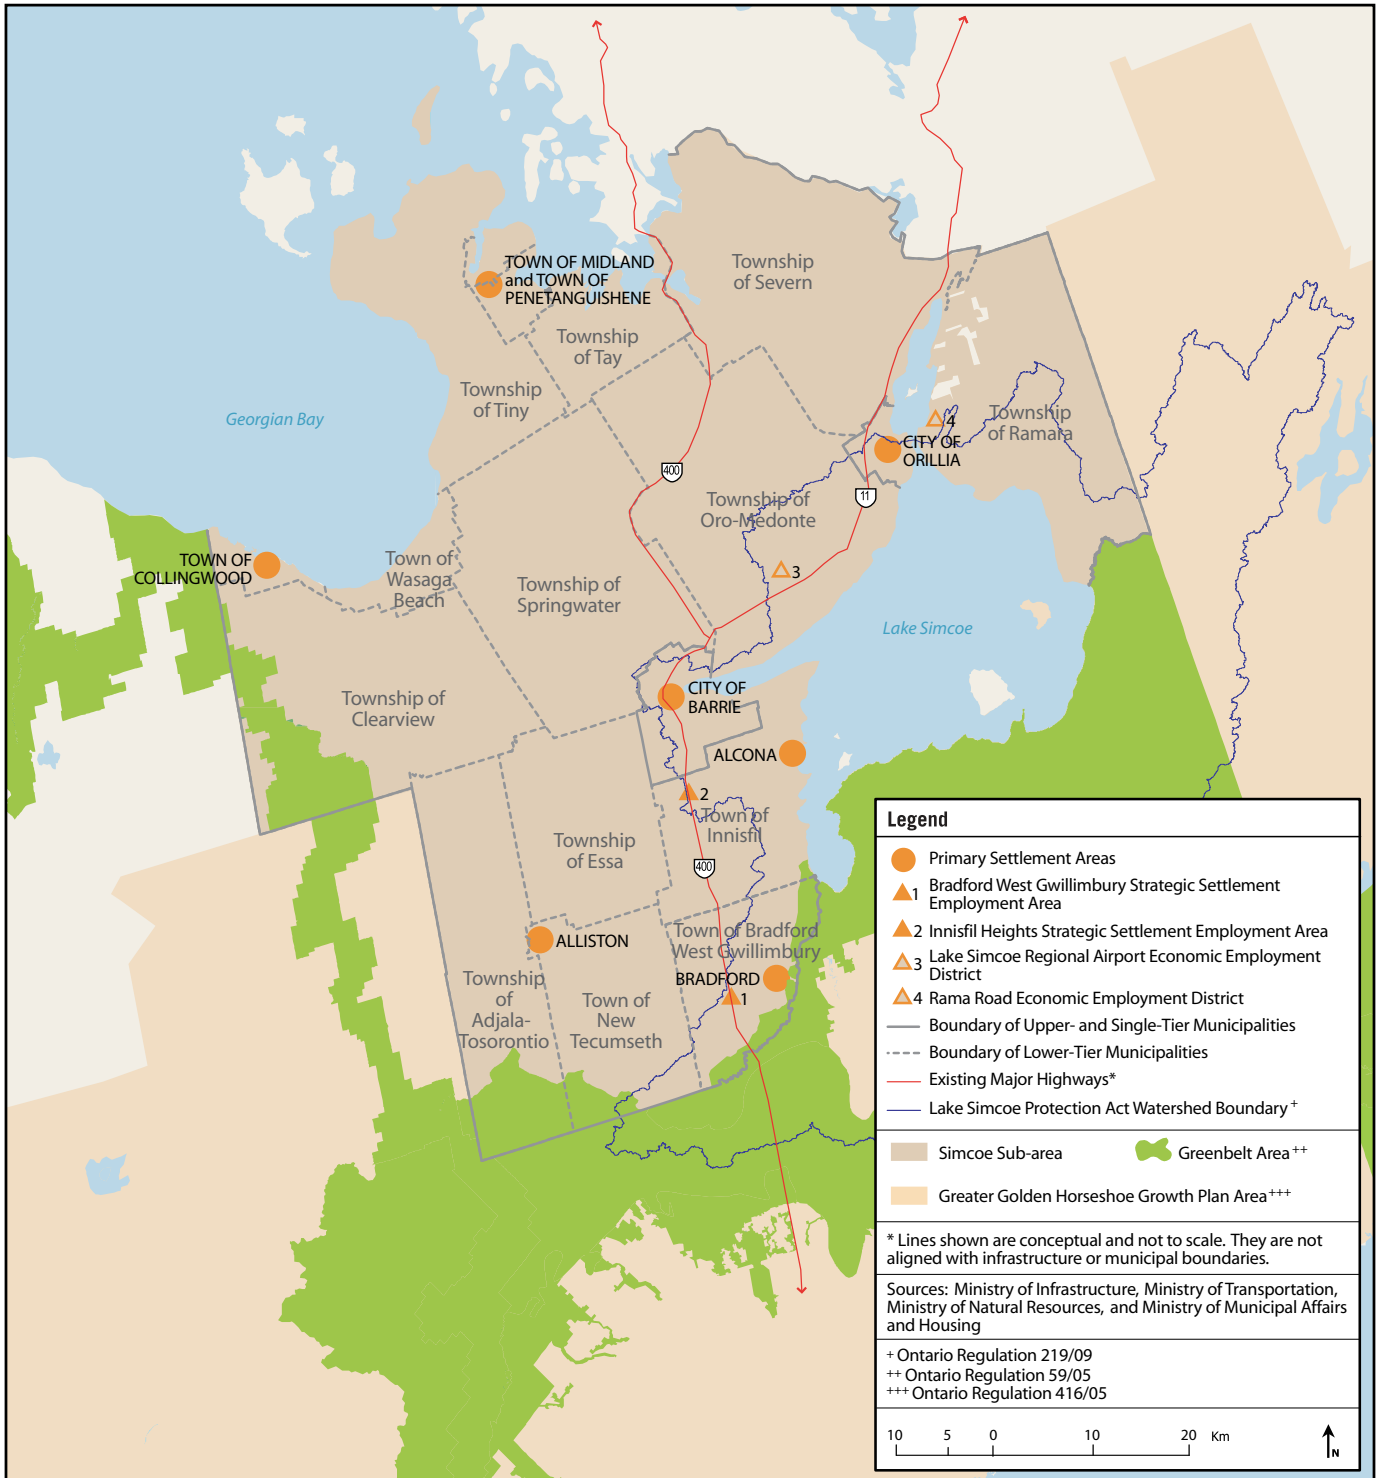 TOWN OF MIDLAND
and TOWN OF
PENETANGUISHENE
Township
of Severn
Township
of Tay
Township
of Tiny
Georgian Bay
4
Township
of Ramara
CITY OF
ORILLIA
400
11
Township of
Oro-Medonte
TOWN OF
COLLINGWOOD
Town of
Wasaga
Beach
Township of
Springwater
3
Lake Simcoe
Township of
Clearview
CITY OF
BARRIE
ALCONA
2
Town of
Innisfil
Township
of Essa
400
ALLISTON
Town of Bradford
West Gwillimbury
BRADFORD
1
Township
of
Adjala-
Tosorontio
Town of
New
Tecumseth
Legend
Primary Settlement Areas
1 Bradford West Gwillimbury Strategic Settlement
Employment Area
2 Innisfil Heights Strategic Settlement Employment Area
3 Lake Simcoe Regional Airport Economic Employment
District
4 Rama Road Economic Employment District
Boundary of Upper- and Single-Tier Municipalities
Boundary of Lower-Tier Municipalities
Existing Major Highways*
Lake Simcoe Protection Act Watershed Boundary +
Simcoe Sub-area
Greenbelt Area ++
Greater Golden Horseshoe Growth Plan Area +++
* Lines shown are conceptual and not to scale. They are not
aligned with infrastructure or municipal boundaries.
Sources: Ministry of Infrastructure, Ministry of Transportation,
Ministry of Natural Resources, and Ministry of Municipal Affairs
and Housing
+ Ontario Regulation 219/09
++ Ontario Regulation 59/05
+++ Ontario Regulation 416/05
10 5 0 10 20 Km
N